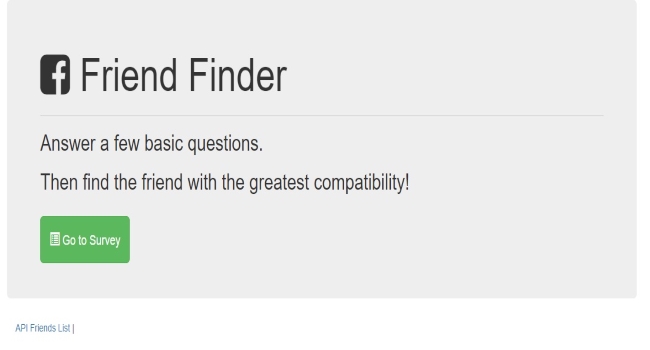 Friend Finder
Answer a few basic questions.
Then find the friend with the greatest compatibility!
Go to Survey
API Friends List |